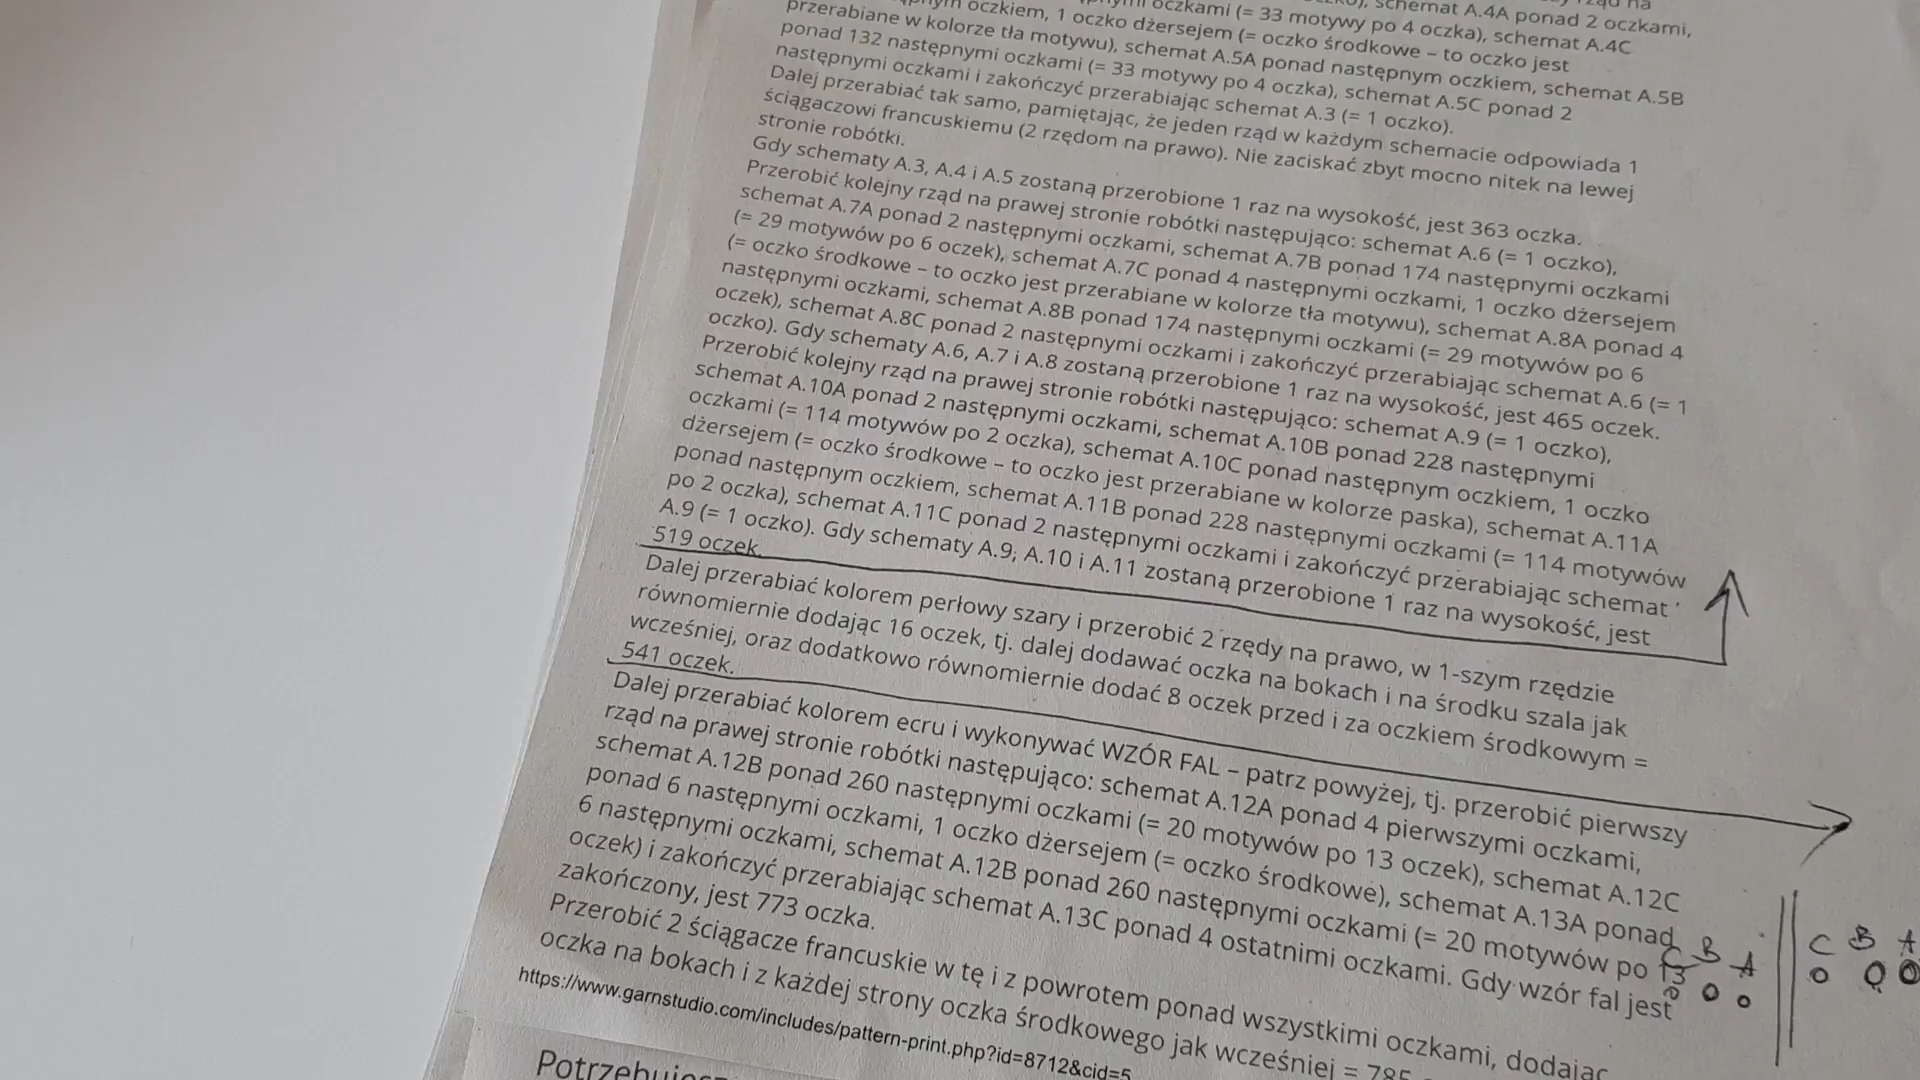 schemat A.4A ponad 2 oczkami,
oczkami (= 33 motywy po 4 oczka), schemat A.4C
oczkiem, 1 oczko dżersejem (= oczko środkowe – to oczko jest
przerabiane w kolorze tła motywu), schemat A.5A ponad następnym oczkiem, schemat A.5B
ponad 132 następnymi oczkami (= 33 motywy po 4 oczka), schemat A.5C ponad 2
następnymi oczkami i zakończyć przerabiając schemat A.3 (= 1 oczko).
Dalej przerabiać tak samo, pamiętając, że jeden rząd w każdym schemacie odpowiada 1
ściągaczowi francuskiemu (2 rzędom na prawo). Nie zaciskać zbyt mocno nitek na lewej
stronie robótki.
Gdy schematy A.3, A.4 i A.5 zostaną przerobione 1 raz na wysokość, jest 363 oczka.
Przerobić kolejny rząd na prawej stronie robótki następująco: schemat A.6 (= 1 oczko),
schemat A.7A ponad 2 następnymi oczkami, schemat A.7B ponad 174 następnymi oczkami
(= 29 motywów po 6 oczek), schemat A.7C ponad 4 następnymi oczkami, 1 oczko dżersejem
(= oczko środkowe – to oczko jest przerabiane w kolorze tła motywu), schemat A.8A ponad 4
następnymi oczkami, schemat A.8B ponad 174 następnymi oczkami (= 29 motywów po 6
oczek), schemat A.8C ponad 2 następnymi oczkami i zakończyć przerabiając schemat A.6 (= 1
oczko). Gdy schematy A.6, A.7 i A.8 zostaną przerobione 1 raz na wysokość, jest 465 oczek.
Przerobić kolejny rząd na prawej stronie robótki następująco: schemat A.9 (= 1 oczko),
schemat A.10A ponad 2 następnymi oczkami, schemat A.10B ponad 228 następnymi
oczkami (= 114 motywów po 2 oczka), schemat A.10C ponad następnym oczkiem, 1 oczko
dżersejem (= oczko środkowe – to oczko jest przerabiane w kolorze paska), schemat A.11A
ponad następnym oczkiem, schemat A.11B ponad 228 następnymi oczkami (= 114 motywów
po 2 oczka), schemat A.11C ponad 2 następnymi oczkami i zakończyć przerabiając schemat
A.9 (= 1 oczko). Gdy schematy A.9, A.10 i A.11 zostaną przerobione 1 raz na wysokość, jest
519 oczek.
Dalej przerabiać kolorem perłowy szary i przerobić 2 rzędy na prawo, w 1-szym rzędzie
równomiernie dodając 16 oczek, tj. dalej dodawać oczka na bokach i na środku szala jak
wcześniej, oraz dodatkowo równomiernie dodać 8 oczek przed i za oczkiem środkowym =
541 oczek.
Dalej przerabiać kolorem ecru i wykonywać WZÓR FAL – patrz powyżej, tj. przerobić pierwszy
rząd na prawej stronie robótki następująco: schemat A.12A ponad 4 pierwszymi oczkami,
schemat A.12B ponad 260 następnymi oczkami (= 20 motywów po 13 oczek), schemat A.12C
ponad 6 następnymi oczkami, 1 oczko dżersejem (= oczko środkowe), schemat A.13A ponad
6 następnymi oczkami, schemat A.12B ponad 260 następnymi oczkami (= 20 motywów po 13
oczek) i zakończyć przerabiając schemat A.13C ponad 4 ostatnimi oczkami. Gdy wzór fal jest
zakończony, jest 773 oczka.
C B A
C B A
Przerobić 2 ściągacze francuskie w tę i z powrotem ponad wszystkimi oczkami, dodając
oczka na bokach i z każdej strony oczka środkowego jak wcześniej = 785
https://www.garnstudio.com/includes/pattern-print.php?id=8712&cid=5